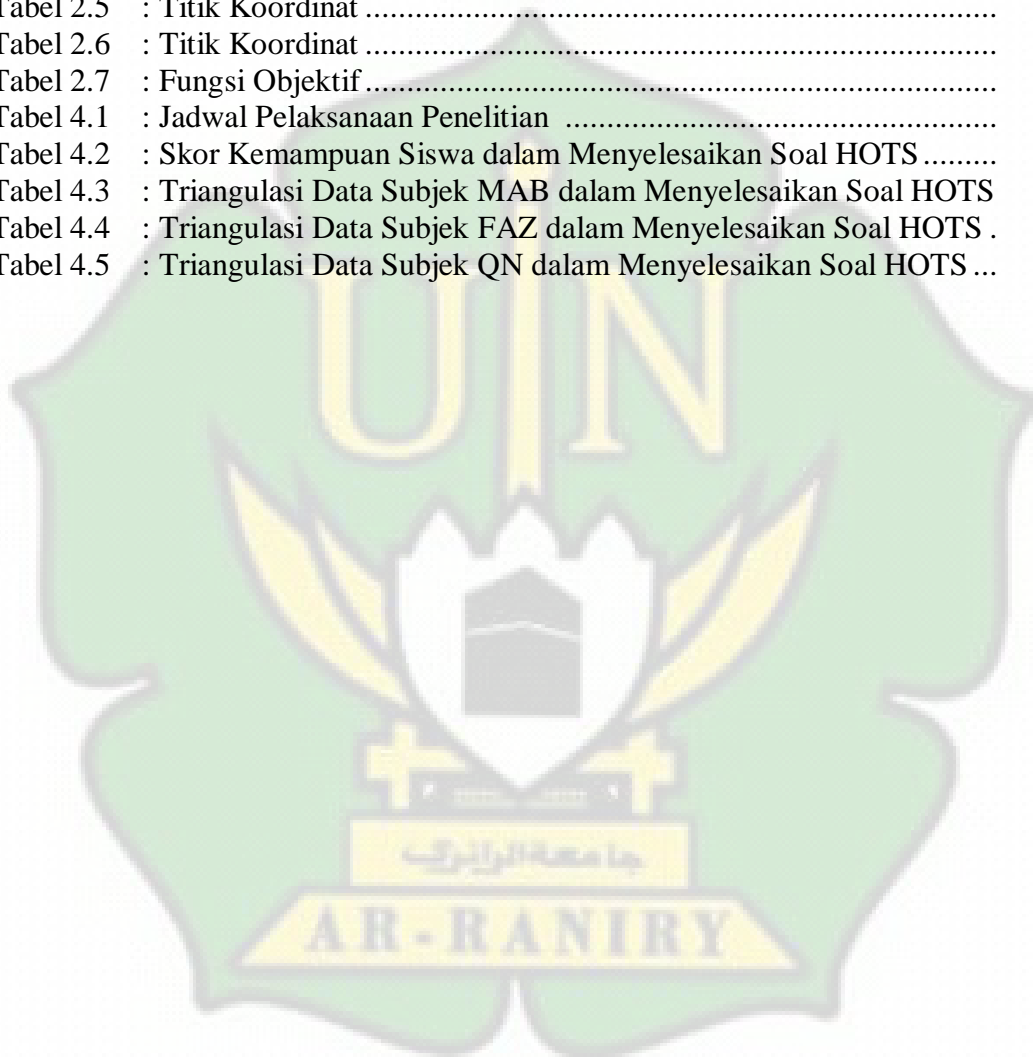 Tabel 2.5 : Titik Koordinat ....................................................................................
Tabel 2.6 : Titik Koordinat ....................................................................................
Tabel 2.7 : Fungsi Objektif ....................................................................................
Tabel 4.1 : Jadwal Pelaksanaan Penelitian .........................................................
Tabel 4.2 : Skor Kemampuan Siswa dalam Menyelesaikan Soal HOTS .........
Tabel 4.3 : Triangulasi Data Subjek MAB dalam Menyelesaikan Soal HOTS
Tabel 4.4 : Triangulasi Data Subjek FAZ dalam Menyelesaikan Soal HOTS .
Tabel 4.5 : Triangulasi Data Subjek QN dalam Menyelesaikan Soal HOTS ...
UIN
جامعة الرانري
AR-RANIRY